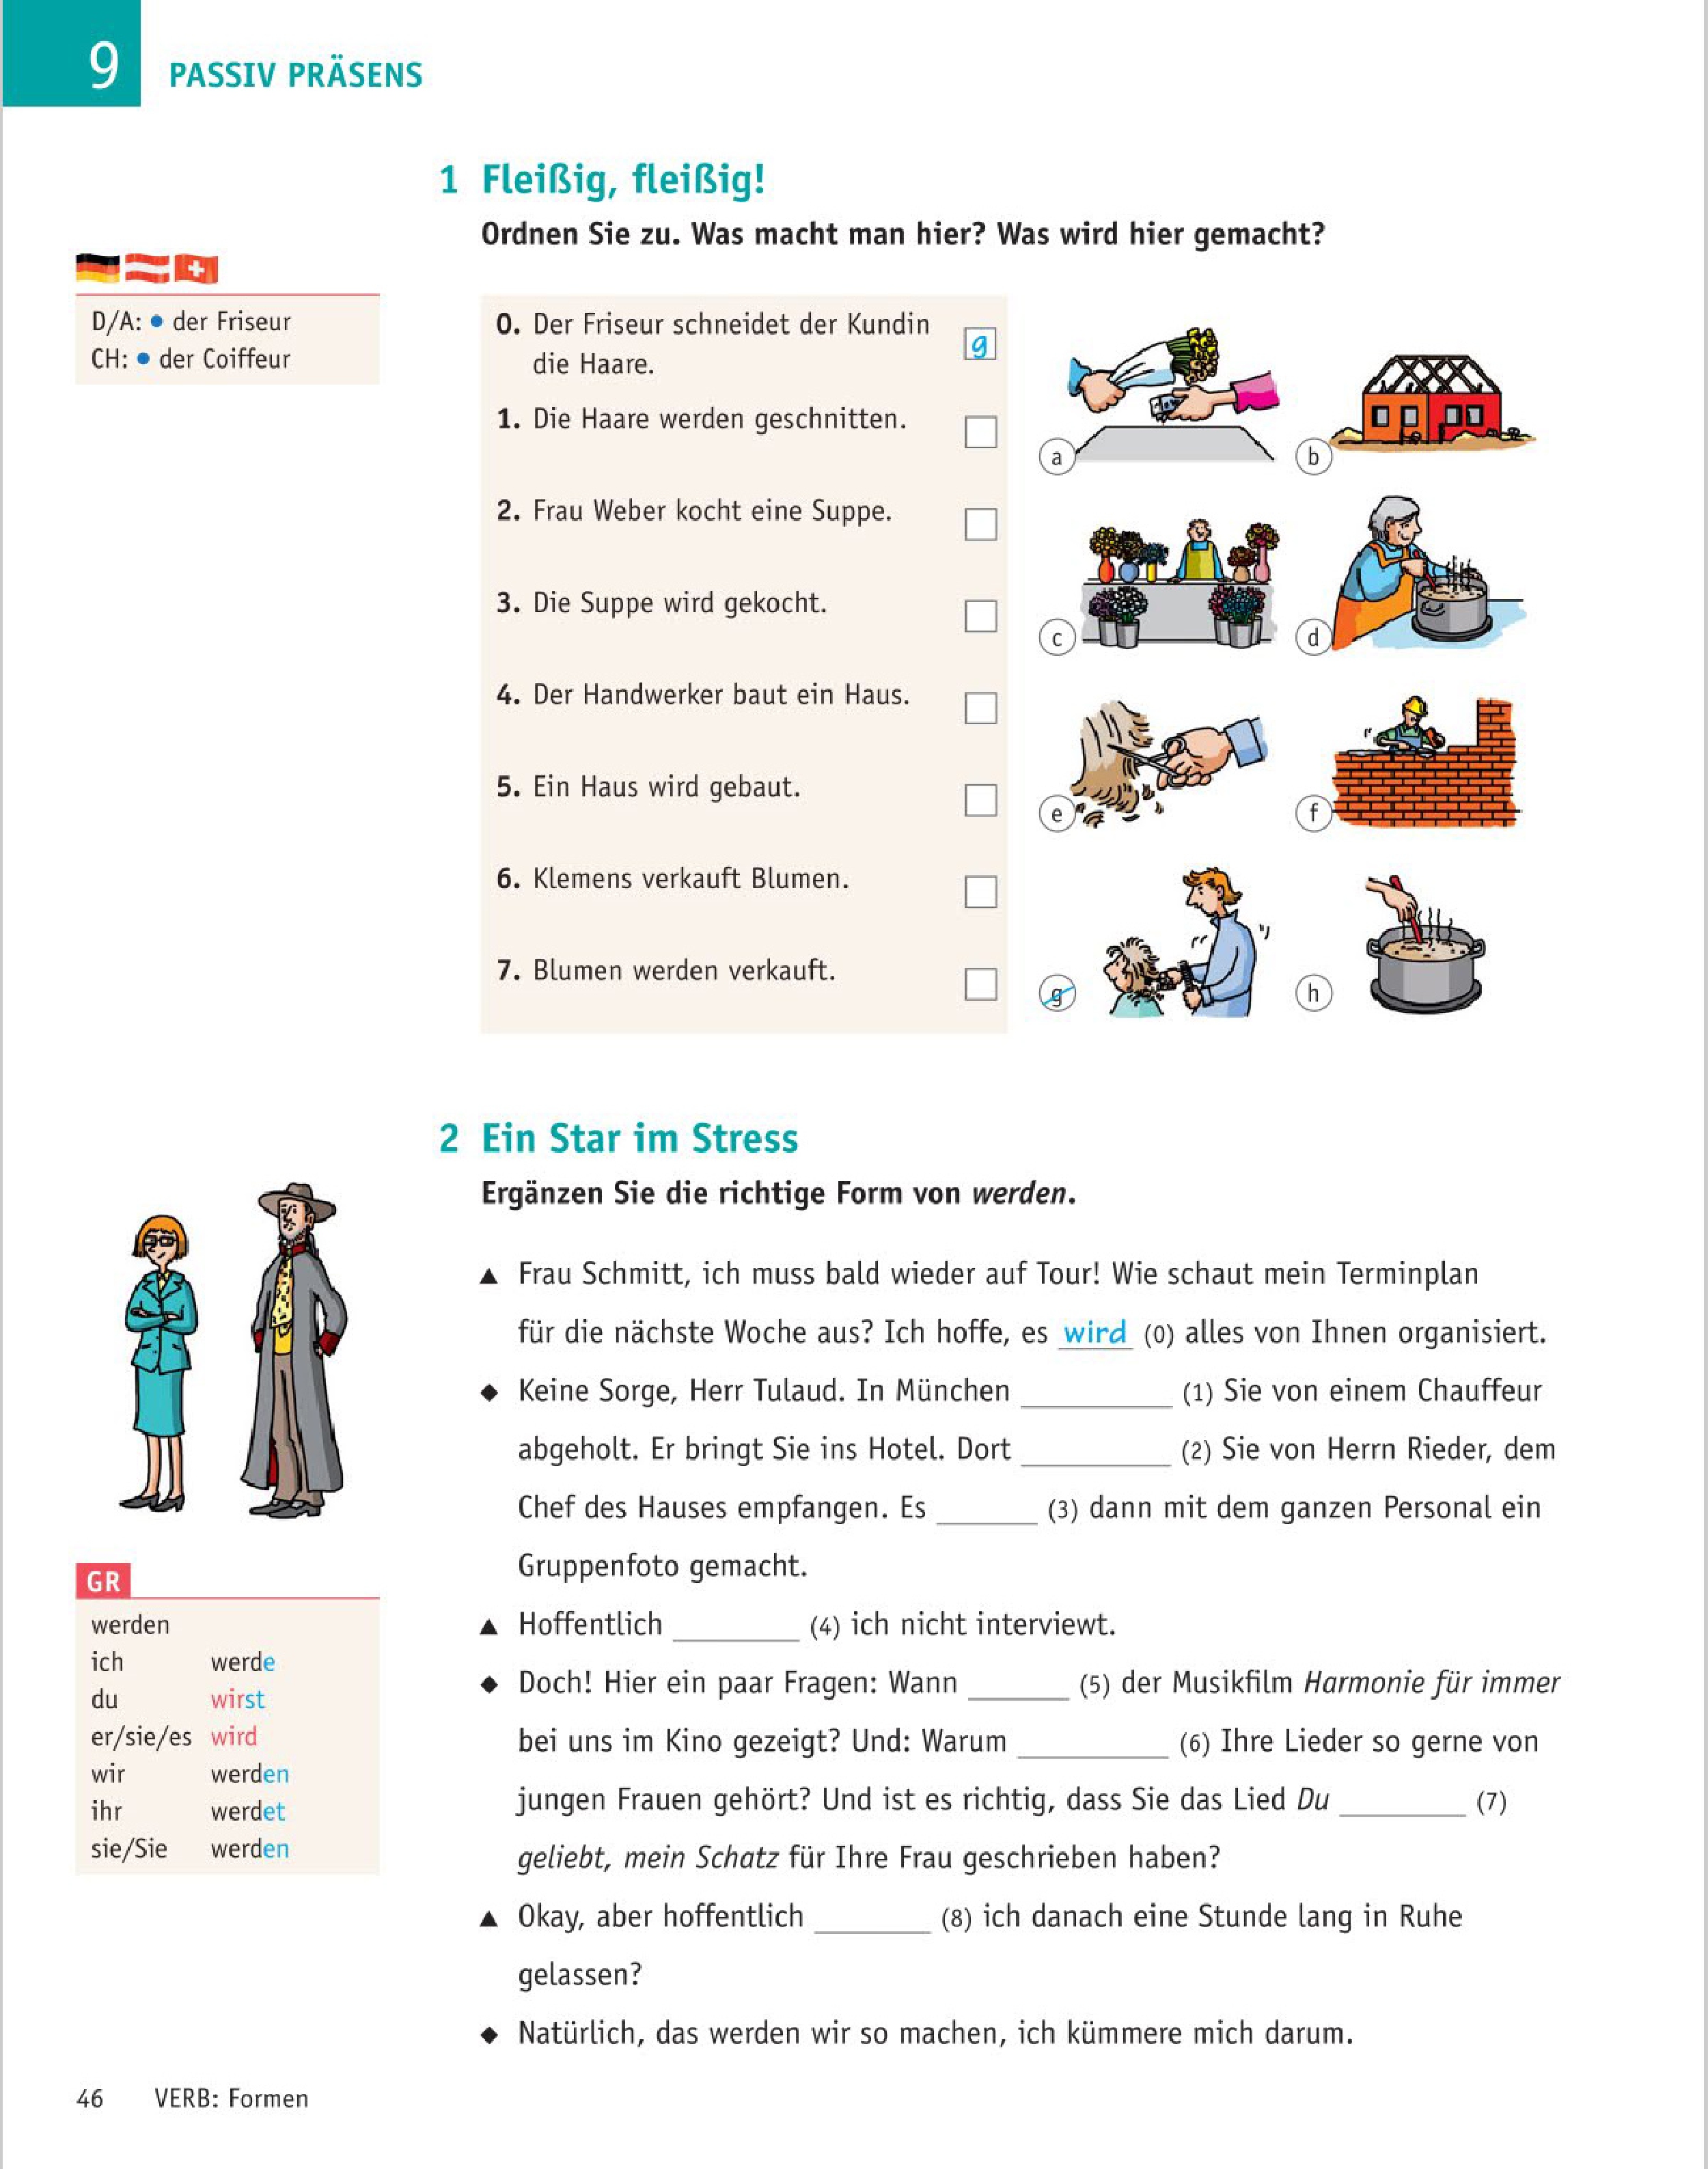 9 PASSIV PRÄSENS
1 Fleißig, fleißig!
Ordnen Sie zu. Was macht man hier? Was wird hier gemacht?
D/A: • der Friseur
CH: • der Coiffeur
0. Der Friseur schneidet der Kundin
die Haare.
g
1. Die Haare werden geschnitten.
2. Frau Weber kocht eine Suppe.
3. Die Suppe wird gekocht.
4. Der Handwerker baut ein Haus.
5. Ein Haus wird gebaut.
6. Klemens verkauft Blumen.
7. Blumen werden verkauft.
a
b
c
d
e
f
g
h
2 Ein Star im Stress
Ergänzen Sie die richtige Form von werden.
▲ Frau Schmitt, ich muss bald wieder auf Tour! Wie schaut mein Terminplan
für die nächste Woche aus? Ich hoffe, es wird (0) alles von Ihnen organisiert.
◆ Keine Sorge, Herr Tulaud. In München __________ (1) Sie von einem Chauffeur
abgeholt. Er bringt Sie ins Hotel. Dort __________ (2) Sie von Herrn Rieder, dem
Chef des Hauses empfangen. Es _______ (3) dann mit dem ganzen Personal ein
Gruppenfoto gemacht.
▲ Hoffentlich ________ (4) ich nicht interviewt.
◆ Doch! Hier ein paar Fragen: Wann _______ (5) der Musikfilm Harmonie für immer
bei uns im Kino gezeigt? Und: Warum __________ (6) Ihre Lieder so gerne von
jungen Frauen gehört? Und ist es richtig, dass Sie das Lied Du ________ (7)
geliebt, mein Schatz für Ihre Frau geschrieben haben?
▲ Okay, aber hoffentlich ________ (8) ich danach eine Stunde lang in Ruhe
gelassen?
◆ Natürlich, das werden wir so machen, ich kümmere mich darum.
GR
werden
ich werde
du wirst
er/sie/es wird
wir werden
ihr werdet
sie/Sie werden
46 VERB: Formen